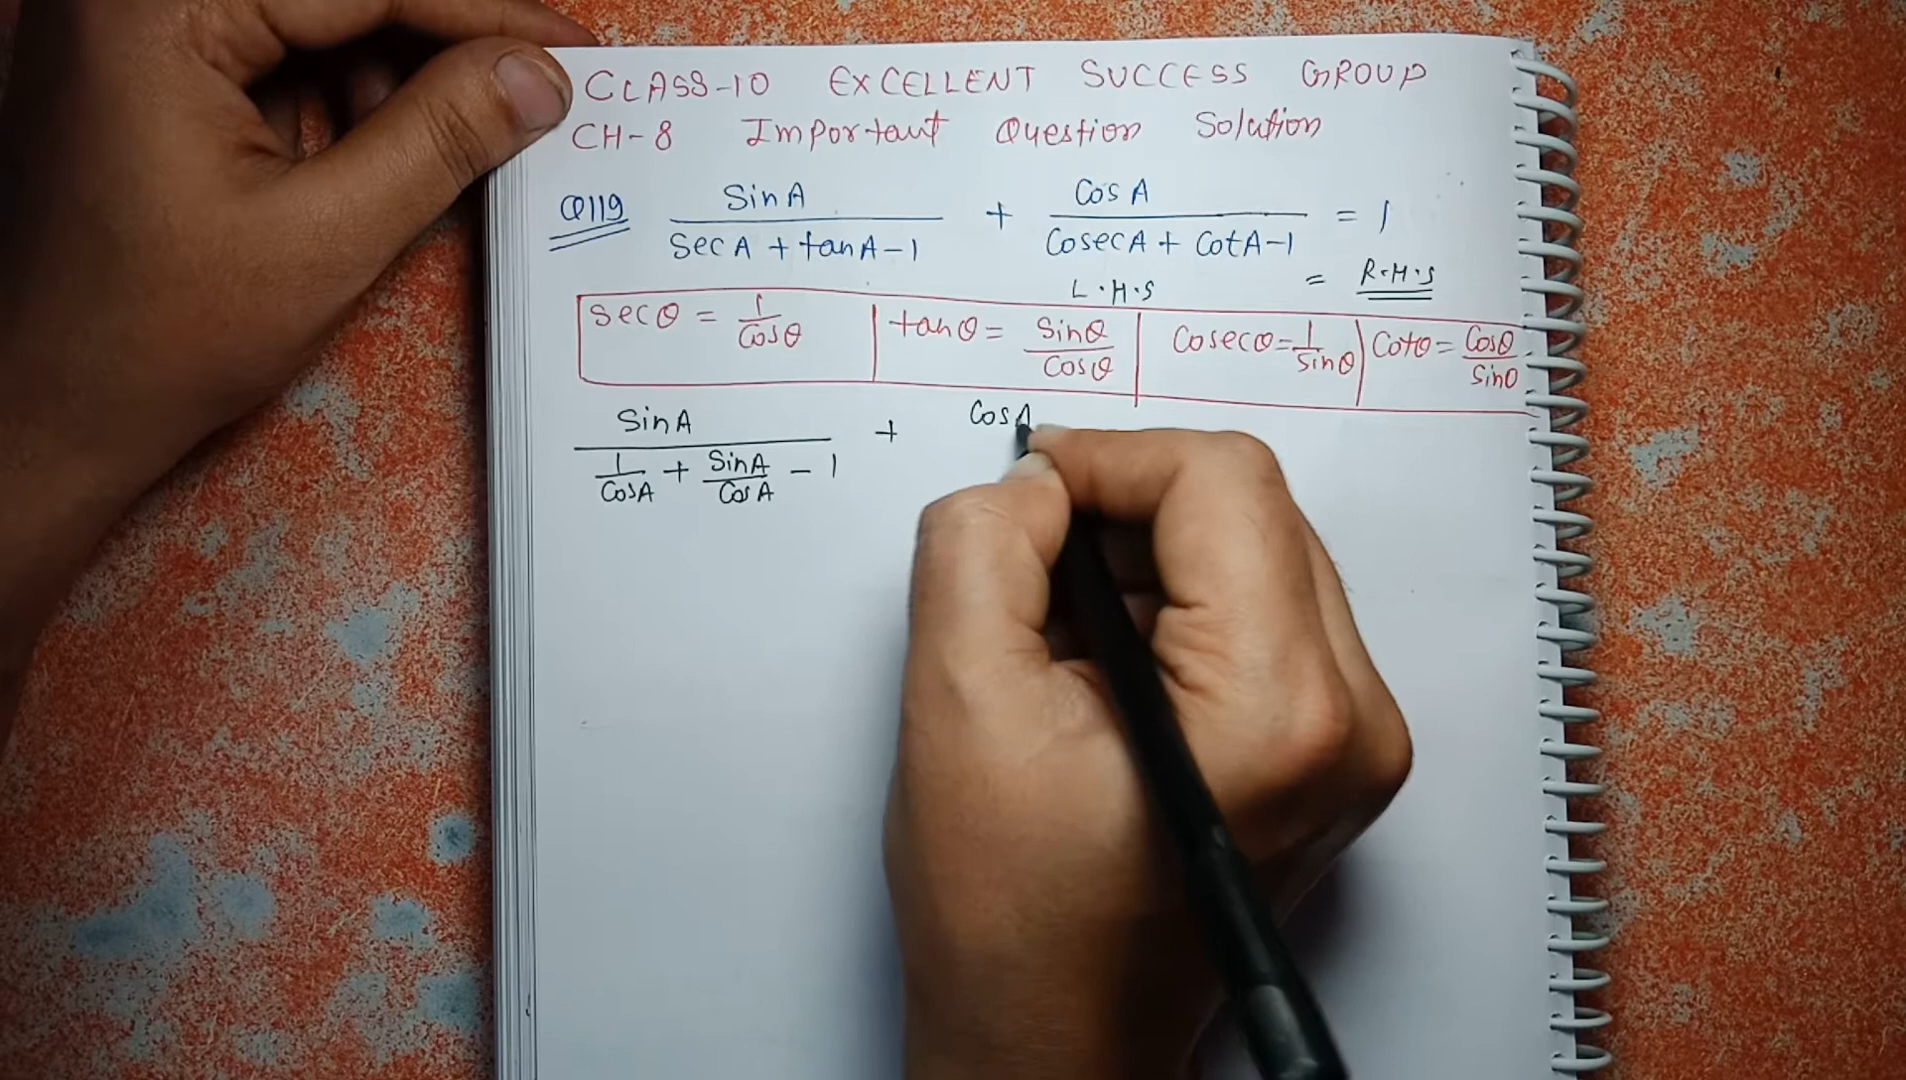 CLASS-10 EXCELLENT SUCCESS GROUP
CH-8 Important Question Solution
Q119 SinA / (SecA + tanA - 1) + CosA / (CosecA + CotA - 1) = 1
L.H.S = R.H.S
secθ = 1/Cosθ | tanθ = Sinθ/Cosθ | Cosecθ = 1/Sinθ | Cotθ = Cosθ/Sinθ
SinA / (1/CosA + SinA/CosA - 1) + CosA